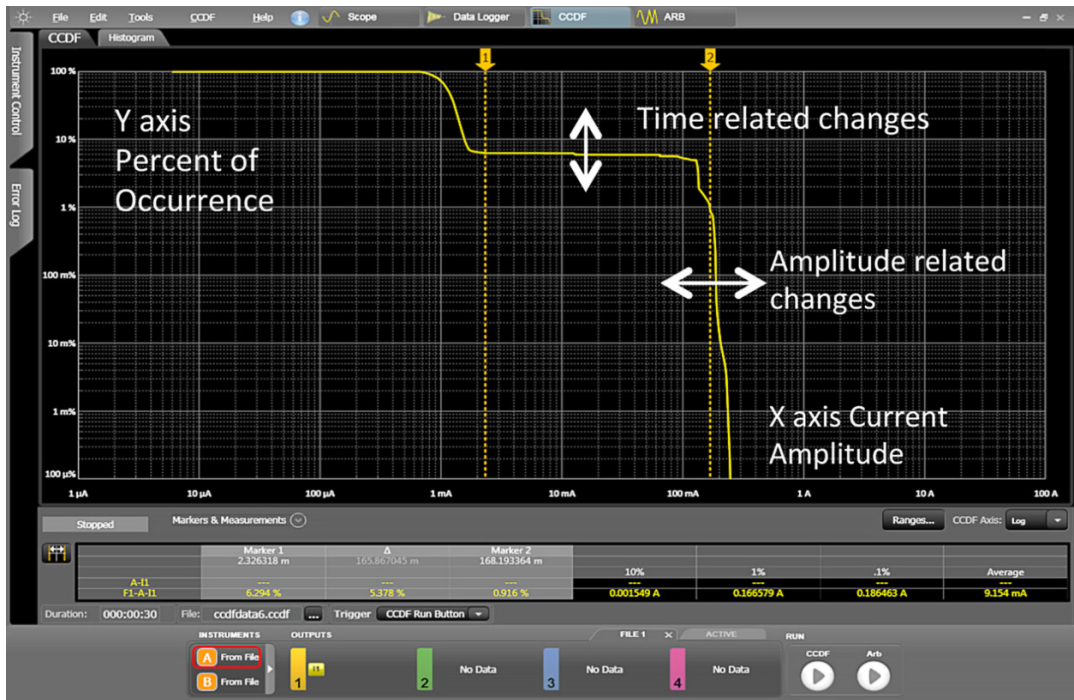 File Edit Tools CCDF Help i Scope Data Logger CCDF ARB
CCDF Histogram
Instrument Control
Error Log
1 2
100 %
10 %
1 %
100 m%
10 m%
1 m%
100 µ%
Y axis
Percent of
Occurrence
Time related changes
Amplitude related
changes
X axis Current
Amplitude
1 µA 10 µA 100 µA 1 mA 10 mA 100 mA 1 A 10 A 100 A
Stopped Markers & Measurements Ranges... CCDF Axis: Log
Marker 1 Δ Marker 2
2.326318 m 165.867045 m 168.193364 m 10% 1% .1% Average
A-I1 --- --- --- --- --- --- ---
F1-A-I1 6.294 % 5.378 % 0.916 % 0.001549 A 0.166579 A 0.186463 A 9.154 mA
Duration: 000:00:30 File: ccdfdata6.ccdf ... Trigger CCDF Run Button
INSTRUMENTS OUTPUTS FILE 1 X ACTIVE RUN
A From File 1 I1 2 No Data 3 No Data 4 No Data CCDF Arb
B From File